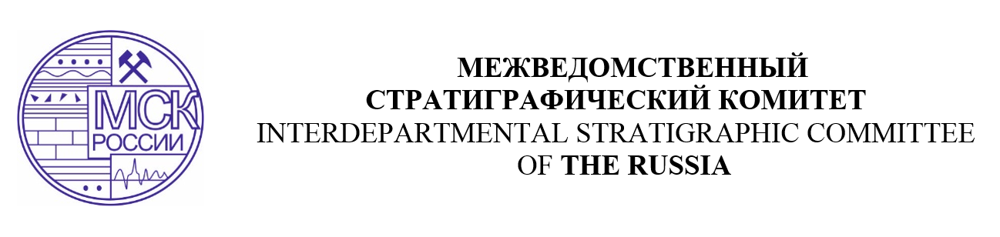 МСК
РОССИИ
МЕЖВЕДОМСТВЕННЫЙ
СТРАТИГРАФИЧЕСКИЙ КОМИТЕТ
INTERDEPARTMENTAL STRATIGRAPHIC COMMITTEE
OF THE RUSSIA